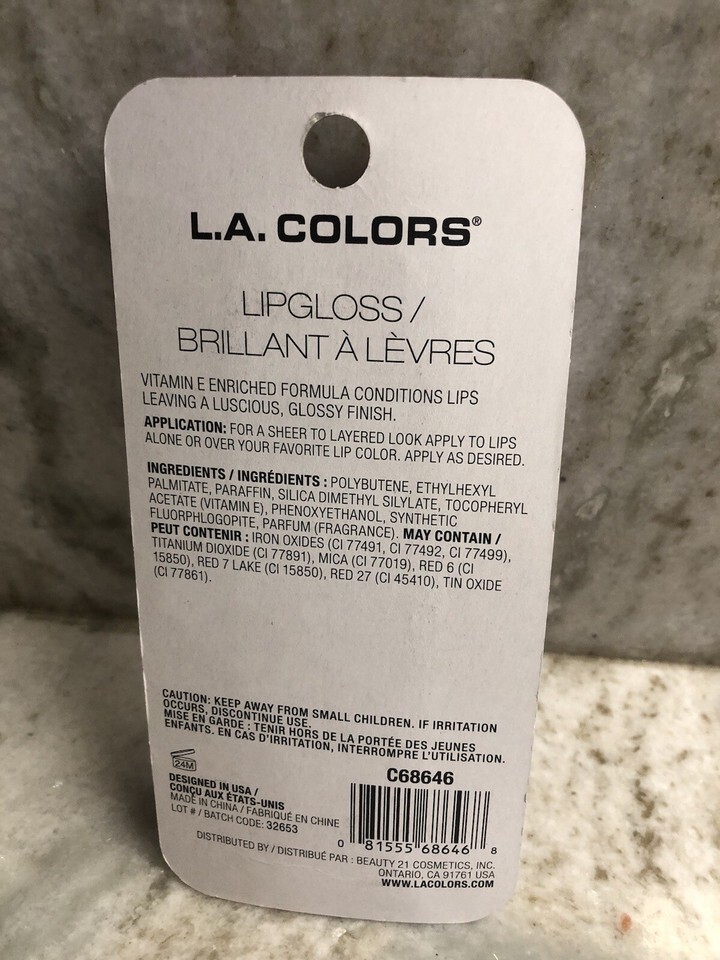 L.A. COLORS®
LIPGLOSS /
BRILLANT À LÈVRES
VITAMIN E ENRICHED FORMULA CONDITIONS LIPS
LEAVING A LUSCIOUS, GLOSSY FINISH.
APPLICATION: FOR A SHEER TO LAYERED LOOK APPLY TO LIPS
ALONE OR OVER YOUR FAVORITE LIP COLOR. APPLY AS DESIRED.
INGREDIENTS / INGRÉDIENTS : POLYBUTENE, ETHYLHEXYL
PALMITATE, PARAFFIN, SILICA DIMETHYL SILYLATE, TOCOPHERYL
ACETATE (VITAMIN E), PHENOXYETHANOL, SYNTHETIC
FLUORPHLOGOPITE, PARFUM (FRAGRANCE). MAY CONTAIN /
PEUT CONTENIR : IRON OXIDES (CI 77491, CI 77492, CI 77499),
TITANIUM DIOXIDE (CI 77891), MICA (CI 77019), RED 6 (CI
15850), RED 7 LAKE (CI 15850), RED 27 (CI 45410), TIN OXIDE
(CI 77861).
CAUTION: KEEP AWAY FROM SMALL CHILDREN. IF IRRITATION
OCCURS, DISCONTINUE USE.
MISE EN GARDE : TENIR HORS DE LA PORTÉE DES JEUNES
ENFANTS. EN CAS D'IRRITATION, INTERROMPRE L'UTILISATION.
24M
DESIGNED IN USA /
CONÇU AUX ÉTATS-UNIS
MADE IN CHINA / FABRIQUÉ EN CHINE
LOT # / BATCH CODE: 32653
C68646
0 81555 68646 8
DISTRIBUTED BY / DISTRIBUÉ PAR : BEAUTY 21 COSMETICS, INC.
ONTARIO, CA 91761 USA
WWW.LACOLORS.COM